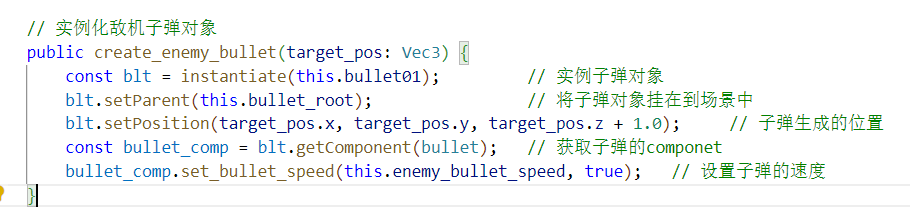 // 实例化敌机子弹对象
public create_enemy_bullet(target_pos: Vec3) {
const blt = instantiate(this.bullet01); // 实例子弹对象
blt.setParent(this.bullet_root); // 将子弹对象挂在到场景中
blt.setPosition(target_pos.x, target_pos.y, target_pos.z + 1.0); // 子弹生成的位置
const bullet_comp = blt.getComponent(bullet); // 获取子弹的componet
bullet_comp.set_bullet_speed(this.enemy_bullet_speed, true); // 设置子弹的速度
}